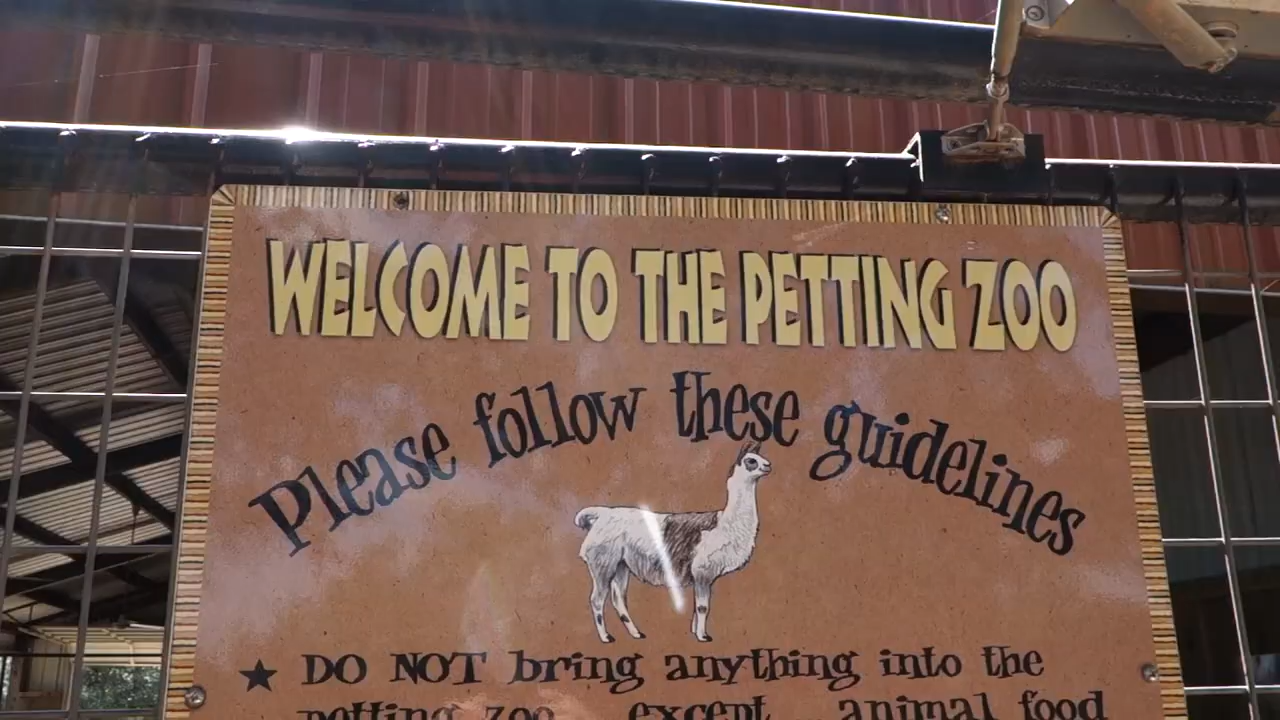 WELCOME TO THE PETTING ZOO
Please follow these guidelines
★ DO NOT bring anything into the
petting zoo except animal food